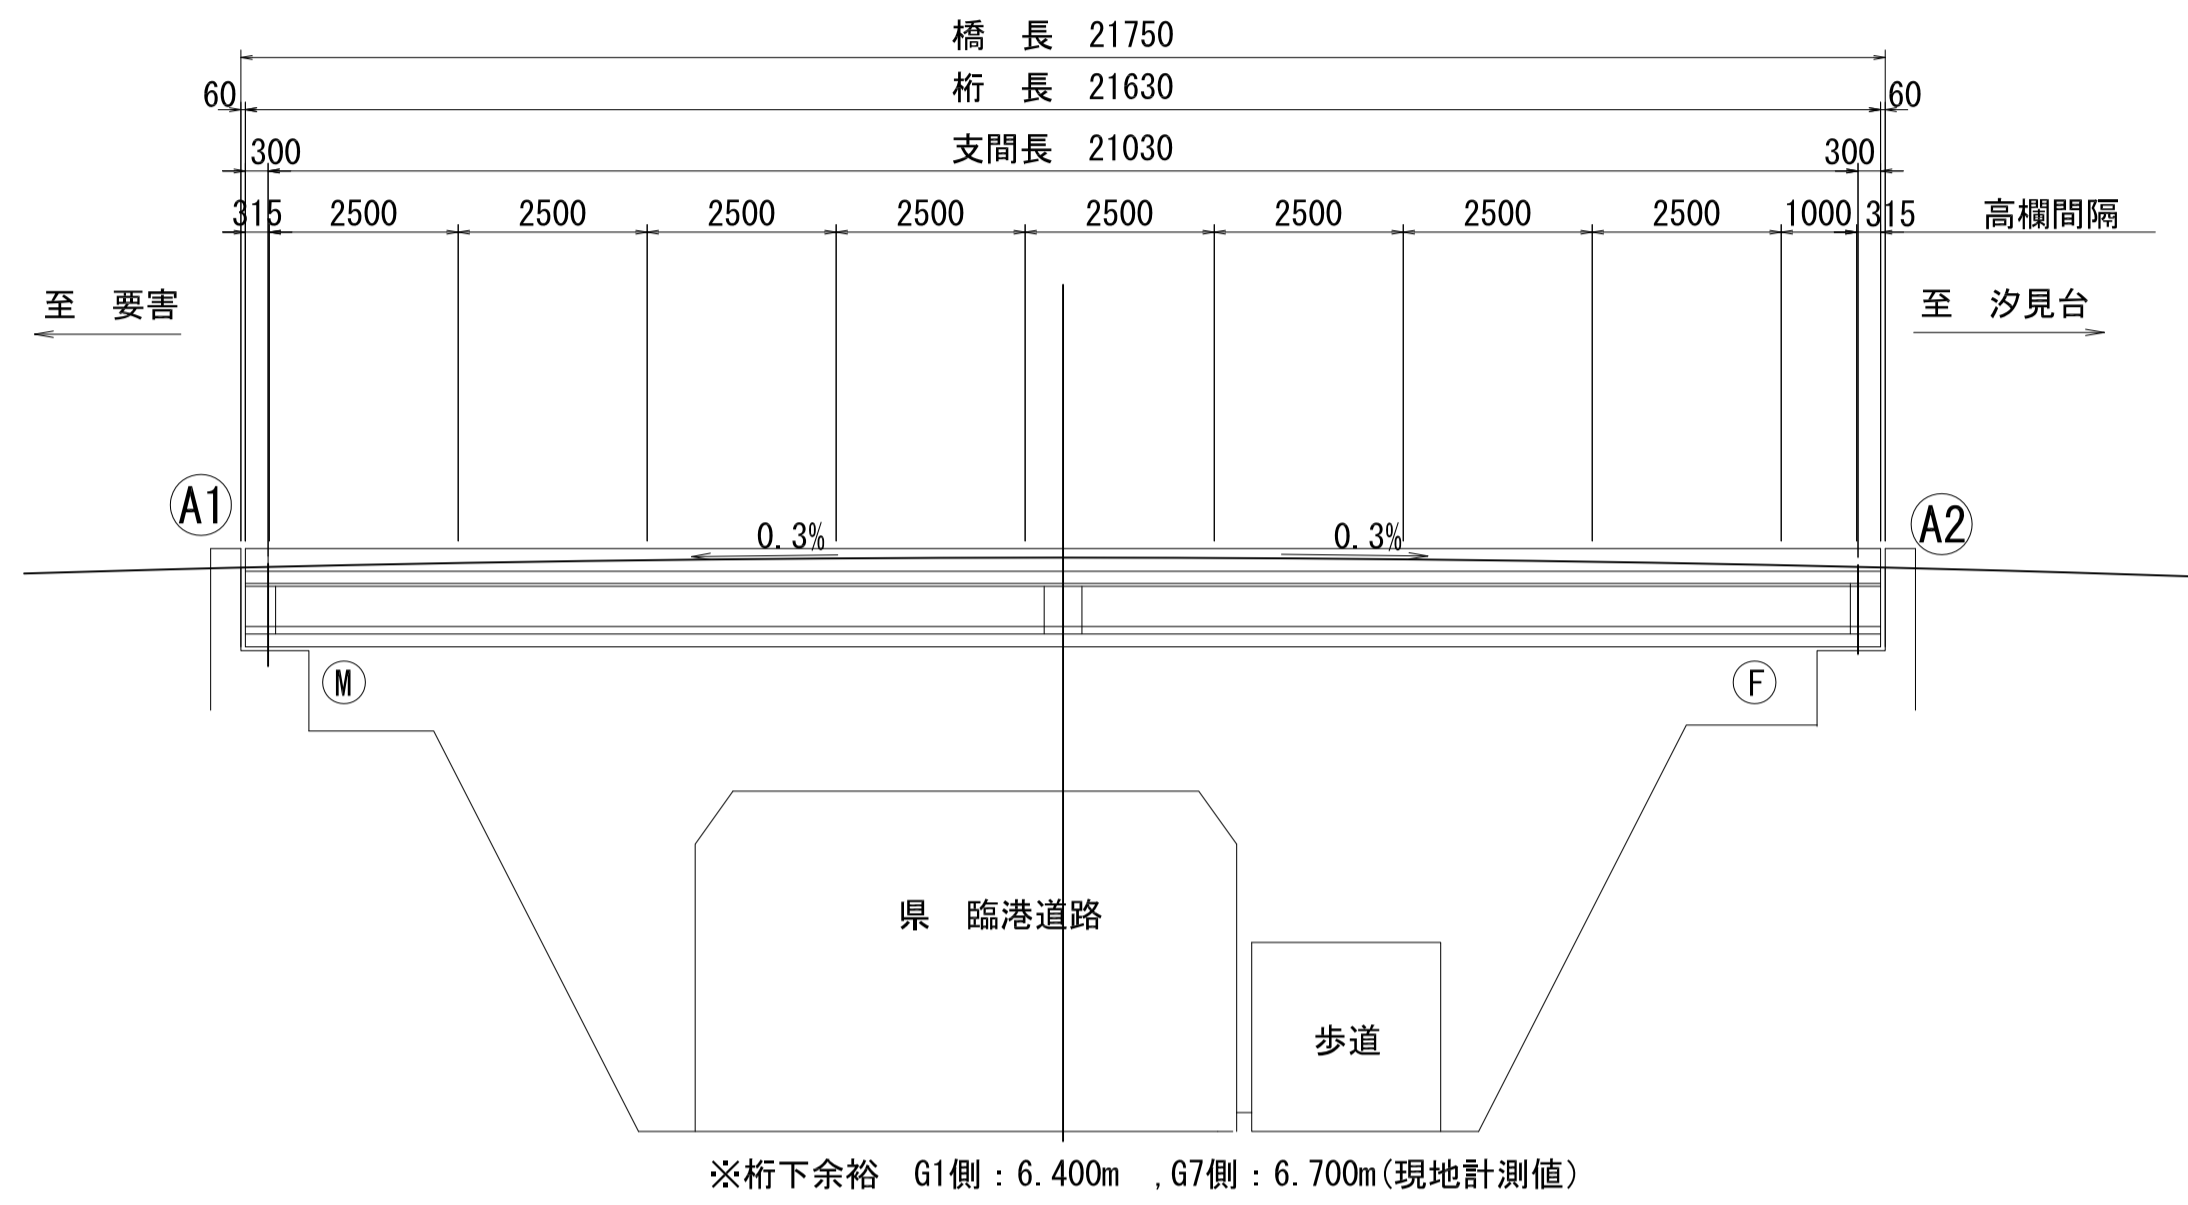 橋　長　21750
60 桁　長　21630 60
300 支間長　21030 300
315 2500 2500 2500 2500 2500 2500 2500 2500 1000 315 高欄間隔
至　要害
至　汐見台
A1
0.3%
0.3%
A2
M
F
県　臨港道路
歩道
※桁下余裕　G1側：6.400m　,G7側：6.700m(現地計測値)